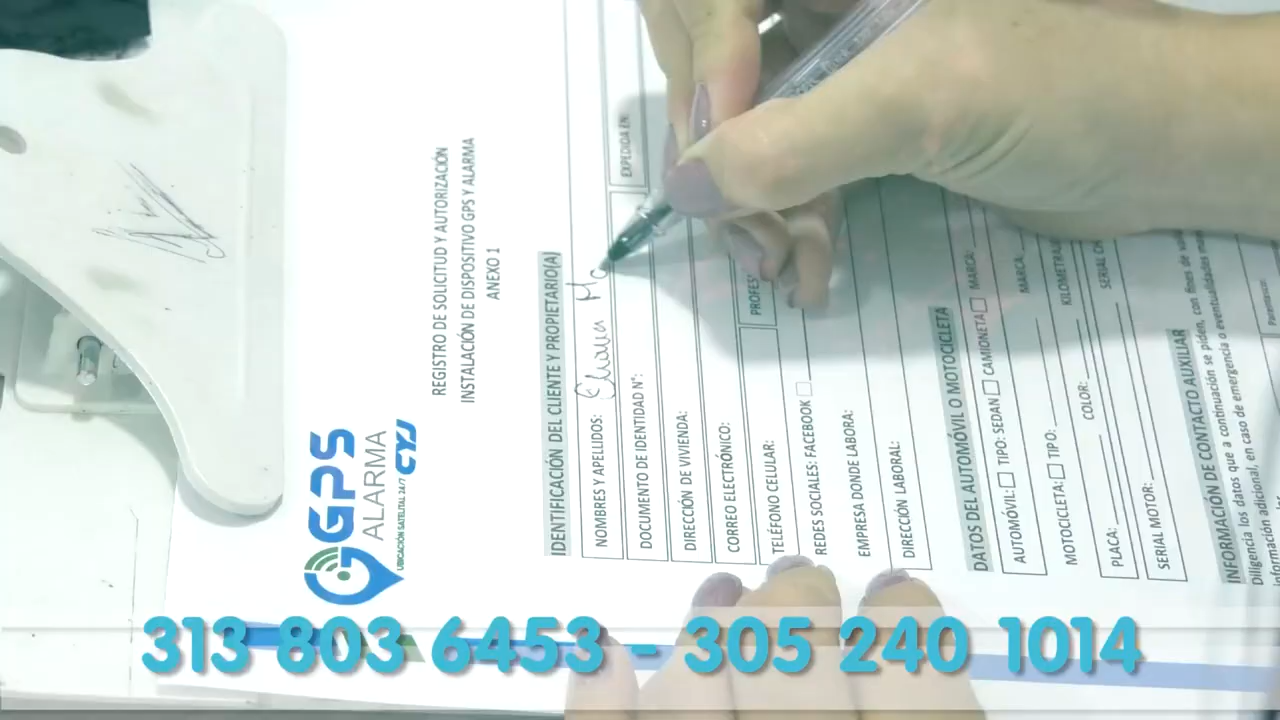 GPS
ALARMA
CYJ
UBICACIÓN SATELITAL 24/7
REGISTRO DE SOLICITUD Y AUTORIZACIÓN
INSTALACIÓN DE DISPOSITIVO GPS Y ALARMA
ANEXO 1
IDENTIFICACIÓN DEL CLIENTE Y PROPIETARIO(A)
NOMBRES Y APELLIDOS: Eliana Mo
DOCUMENTO DE IDENTIDAD N°: EXPEDIDA EN:
DIRECCIÓN DE VIVIENDA:
CORREO ELECTRÓNICO:
TELÉFONO CELULAR: PROFES
REDES SOCIALES: FACEBOOK
EMPRESA DONDE LABORA:
DIRECCIÓN LABORAL:
DATOS DEL AUTOMÓVIL O MOTOCICLETA
AUTOMÓVIL: TIPO: SEDAN CAMIONETA MARCA:
MOTOCICLETA: TIPO: MARCA:
PLACA: COLOR: KILOMETRA
SERIAL MOTOR: SERIAL CH
INFORMACIÓN DE CONTACTO AUXILIAR
Diligencia los datos que a continuación se piden, con fines de
información adicional, en caso de emergencia o eventualidades
Parentesco:
313 803 6453 - 305 240 1014